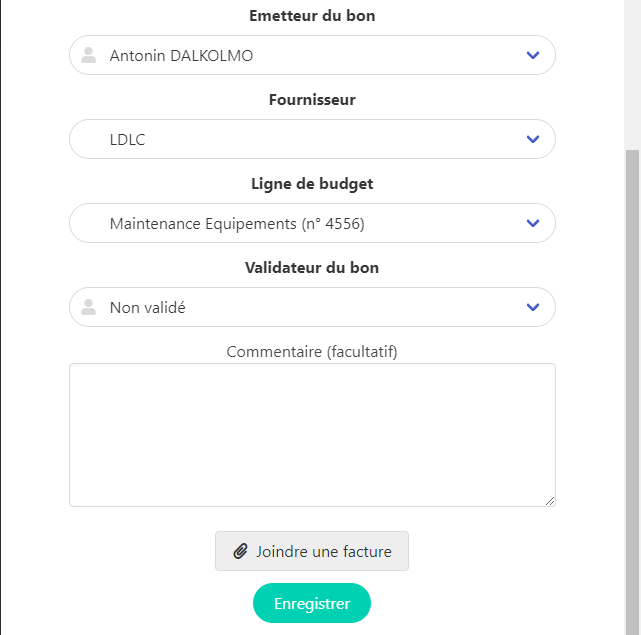 Emetteur du bon
Antonin DALKOLMO
Fournisseur
LDLC
Ligne de budget
Maintenance Equipements (n° 4556)
Validateur du bon
Non validé
Commentaire (facultatif)
Joindre une facture
Enregistrer